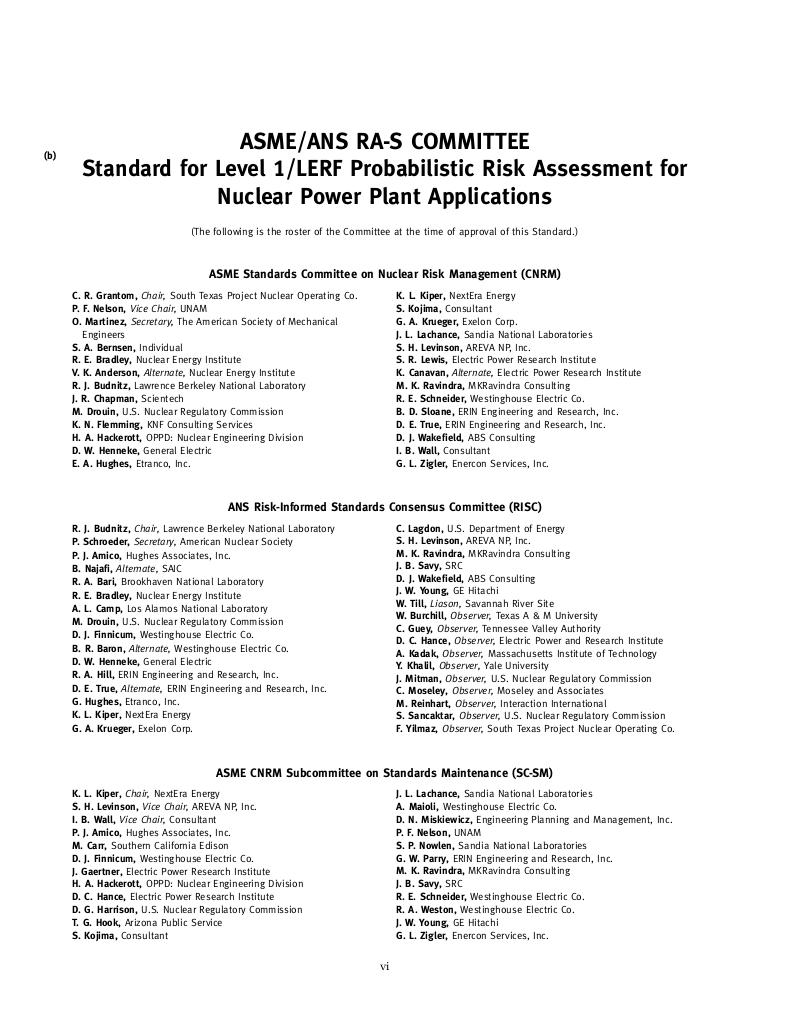 (b)
ASME/ANS RA-S COMMITTEE
Standard for Level 1/LERF Probabilistic Risk Assessment for
Nuclear Power Plant Applications
(The following is the roster of the Committee at the time of approval of this Standard.)
ASME Standards Committee on Nuclear Risk Management (CNRM)
C. R. Grantom, Chair, South Texas Project Nuclear Operating Co.
P. F. Nelson, Vice Chair, UNAM
O. Martinez, Secretary, The American Society of Mechanical
Engineers
S. A. Bernsen, Individual
R. E. Bradley, Nuclear Energy Institute
V. K. Anderson, Alternate, Nuclear Energy Institute
R. J. Budnitz, Lawrence Berkeley National Laboratory
J. R. Chapman, Scientech
M. Drouin, U.S. Nuclear Regulatory Commission
K. N. Flemming, KNF Consulting Services
H. A. Hackerott, OPPD: Nuclear Engineering Division
D. W. Henneke, General Electric
E. A. Hughes, Etranco, Inc.
K. L. Kiper, NextEra Energy
S. Kojima, Consultant
G. A. Krueger, Exelon Corp.
J. L. Lachance, Sandia National Laboratories
S. H. Levinson, AREVA NP, Inc.
S. R. Lewis, Electric Power Research Institute
K. Canavan, Alternate, Electric Power Research Institute
M. K. Ravindra, MKRavindra Consulting
R. E. Schneider, Westinghouse Electric Co.
B. D. Sloane, ERIN Engineering and Research, Inc.
D. E. True, ERIN Engineering and Research, Inc.
D. J. Wakefield, ABS Consulting
I. B. Wall, Consultant
G. L. Zigler, Enercon Services, Inc.
ANS Risk-Informed Standards Consensus Committee (RISC)
R. J. Budnitz, Chair, Lawrence Berkeley National Laboratory
P. Schroeder, Secretary, American Nuclear Society
P. J. Amico, Hughes Associates, Inc.
B. Najafi, Alternate, SAIC
R. A. Bari, Brookhaven National Laboratory
R. E. Bradley, Nuclear Energy Institute
A. L. Camp, Los Alamos National Laboratory
M. Drouin, U.S. Nuclear Regulatory Commission
D. J. Finnicum, Westinghouse Electric Co.
B. R. Baron, Alternate, Westinghouse Electric Co.
D. W. Henneke, General Electric
R. A. Hill, ERIN Engineering and Research, Inc.
D. E. True, Alternate, ERIN Engineering and Research, Inc.
G. Hughes, Etranco, Inc.
K. L. Kiper, NextEra Energy
G. A. Krueger, Exelon Corp.
C. Lagdon, U.S. Department of Energy
S. H. Levinson, AREVA NP, Inc.
M. K. Ravindra, MKRavindra Consulting
J. B. Savy, SRC
D. J. Wakefield, ABS Consulting
J. W. Young, GE Hitachi
W. Till, Liason, Savannah River Site
W. Burchill, Observer, Texas A & M University
C. Guey, Observer, Tennessee Valley Authority
D. C. Hance, Observer, Electric Power and Research Institute
A. Kadak, Observer, Massachusetts Institute of Technology
Y. Khalil, Observer, Yale University
J. Mitman, Observer, U.S. Nuclear Regulatory Commission
C. Moseley, Observer, Moseley and Associates
M. Reinhart, Observer, Interaction International
S. Sancaktar, Observer, U.S. Nuclear Regulatory Commission
F. Yilmaz, Observer, South Texas Project Nuclear Operating Co.
ASME CNRM Subcommittee on Standards Maintenance (SC-SM)
K. L. Kiper, Chair, NextEra Energy
S. H. Levinson, Vice Chair, AREVA NP, Inc.
I. B. Wall, Vice Chair, Consultant
P. J. Amico, Hughes Associates, Inc.
M. Carr, Southern California Edison
D. J. Finnicum, Westinghouse Electric Co.
J. Gaertner, Electric Power Research Institute
H. A. Hackerott, OPPD: Nuclear Engineering Division
D. C. Hance, Electric Power Research Institute
D. G. Harrison, U.S. Nuclear Regulatory Commission
T. G. Hook, Arizona Public Service
S. Kojima, Consultant
J. L. Lachance, Sandia National Laboratories
A. Maioli, Westinghouse Electric Co.
D. N. Miskiewicz, Engineering Planning and Management, Inc.
P. F. Nelson, UNAM
S. P. Nowlen, Sandia National Laboratories
G. W. Parry, ERIN Engineering and Research, Inc.
M. K. Ravindra, MKRavindra Consulting
J. B. Savy, SRC
R. E. Schneider, Westinghouse Electric Co.
R. A. Weston, Westinghouse Electric Co.
J. W. Young, GE Hitachi
G. L. Zigler, Enercon Services, Inc.
vi